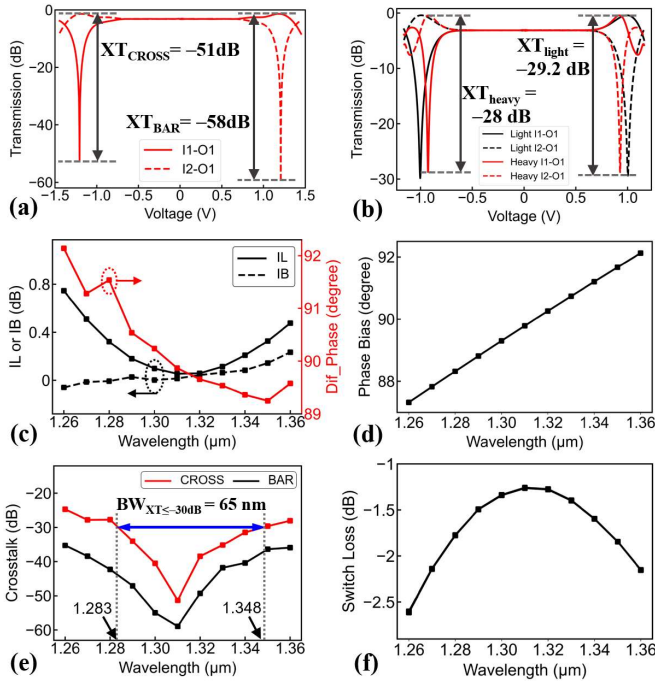 0
−20
−40
−60
Transmission (dB)
XT_CROSS= −51dB
XT_BAR= −58dB
I1-O1
I2-O1
−1.5 −1.0 −0.5 0.0 0.5 1.0 1.5
Voltage (V)
(a)
0
−10
−20
−30
Transmission (dB)
XT_light=
−29.2 dB
XT_heavy=
−28 dB
Light I1-O1
Light I2-O1
Heavy I1-O1
Heavy I2-O1
−1.0 −0.5 0 0.5 1.0
Voltage (V)
(b)
0.8
0.4
0
IL or IB (dB)
IL
IB
92
91
90
89
Dif_Phase (degree)
1.26 1.28 1.30 1.32 1.34 1.36
Wavelength (μm)
(c)
92
90
88
Phase Bias (degree)
1.26 1.28 1.30 1.32 1.34 1.36
Wavelength (μm)
(d)
−20
−30
−40
−50
−60
Crosstalk (dB)
CROSS
BAR
BW_XT≤−30dB = 65 nm
1.283
1.348
1.26 1.28 1.30 1.32 1.34 1.36
Wavelength (μm)
(e)
−1
−1.5
−2
−2.5
Switch Loss (dB)
1.26 1.28 1.30 1.32 1.34 1.36
Wavelength (μm)
(f)